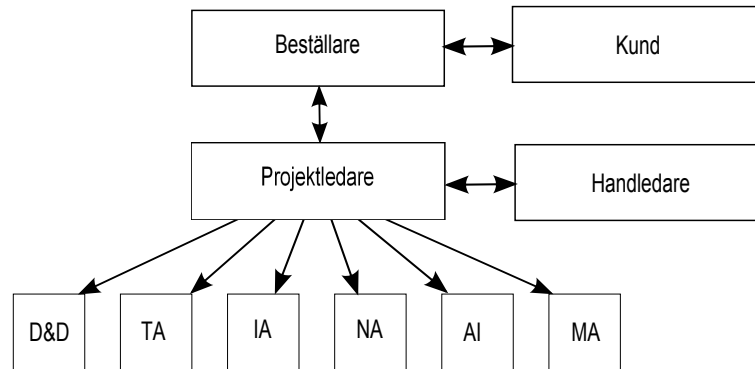 Beställare
Kund
Projektledare
Handledare
D&D
TA
IA
NA
AI
MA